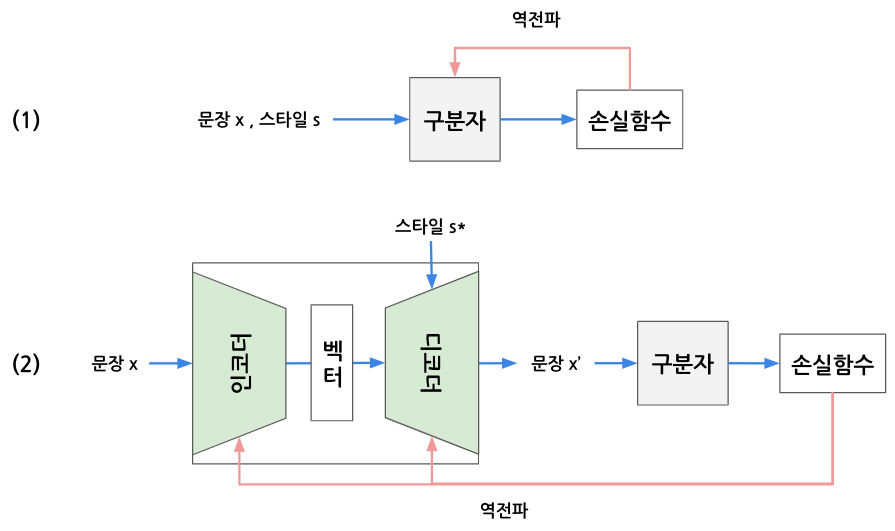 역전파
(1)
문장 x , 스타일 s
구분자
손실함수
스타일 s*
(2)
문장 x
인코더
벡
터
디코더
문장 x’
구분자
손실함수
역전파